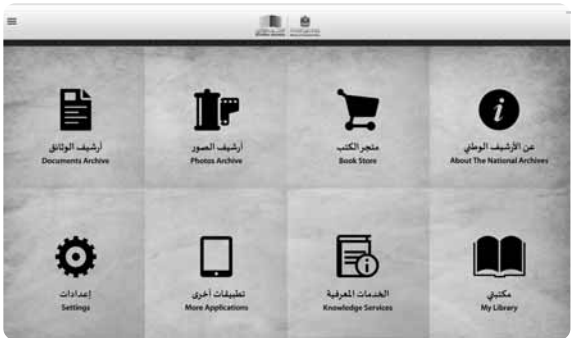 عن الأرشيف الوطني
About The National Archives
متجر الكتب
Book Store
أرشيف الصور
Photos Archive
أرشيف الوثائق
Documents Archive
مكتبتي
My Library
الخدمات المعرفية
Knowledge Services
تطبيقات أخرى
More Applications
إعدادات
Settings